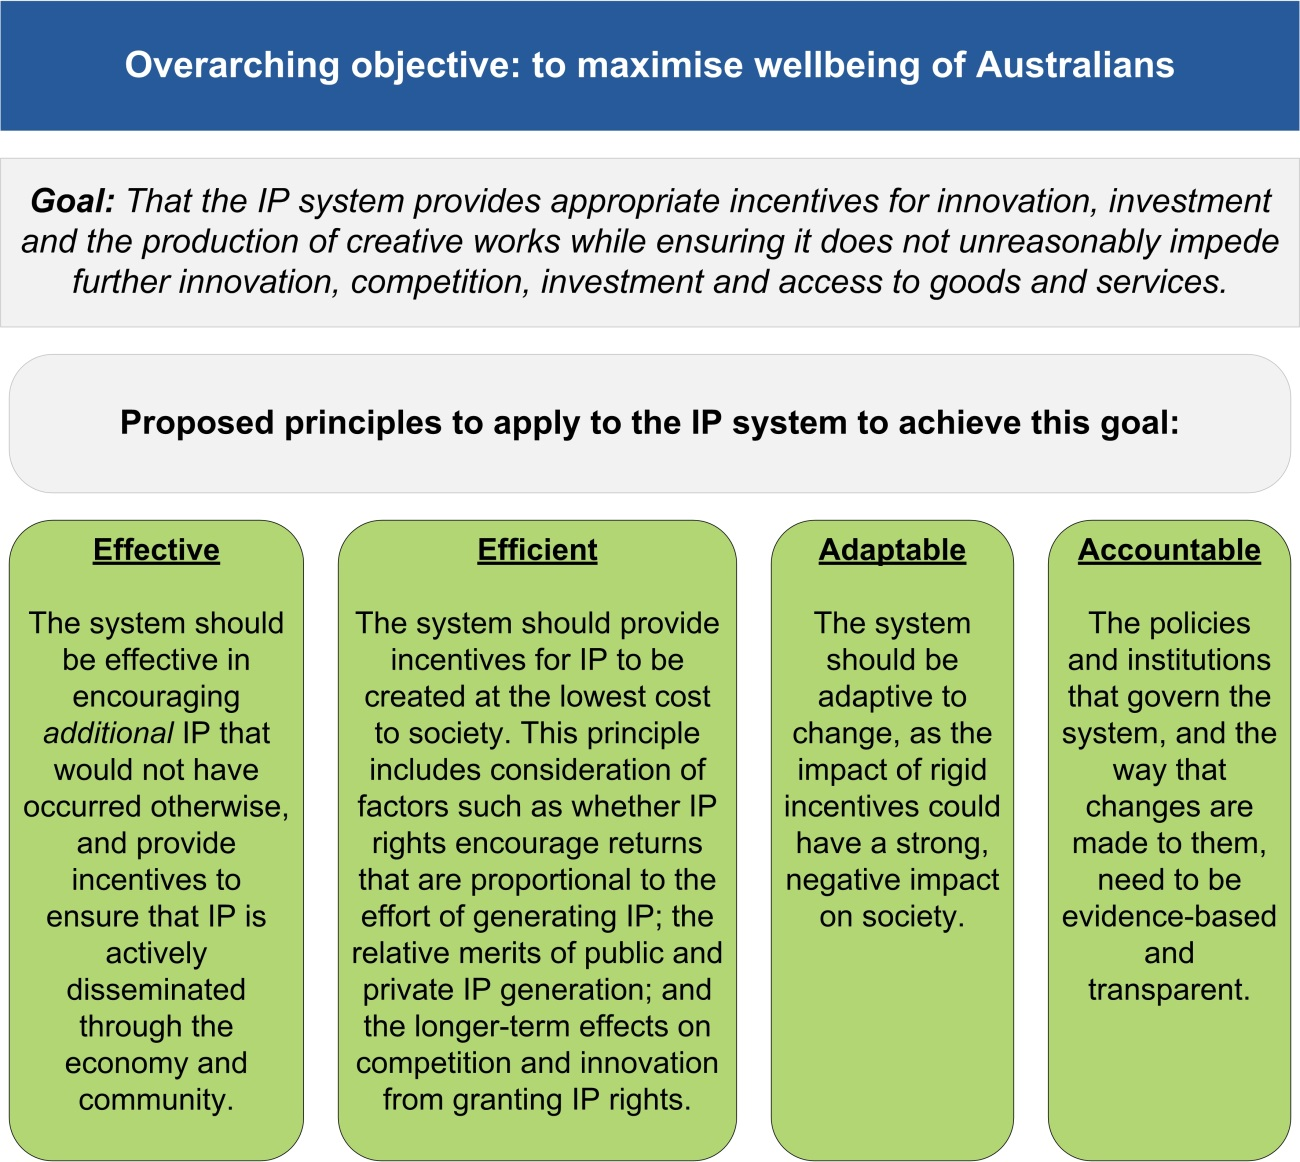 Overarching objective: to maximise wellbeing of Australians
Goal: That the IP system provides appropriate incentives for innovation, investment
and the production of creative works while ensuring it does not unreasonably impede
further innovation, competition, investment and access to goods and services.
Proposed principles to apply to the IP system to achieve this goal:
Effective
The system should
be effective in
encouraging
additional IP that
would not have
occurred otherwise,
and provide
incentives to
ensure that IP is
actively
disseminated
through the
economy and
community.
Efficient
The system should provide
incentives for IP to be
created at the lowest cost
to society. This principle
includes consideration of
factors such as whether IP
rights encourage returns
that are proportional to the
effort of generating IP; the
relative merits of public and
private IP generation; and
the longer-term effects on
competition and innovation
from granting IP rights.
Adaptable
The system
should be
adaptive to
change, as the
impact of rigid
incentives could
have a strong,
negative impact
on society.
Accountable
The policies
and institutions
that govern the
system, and the
way that
changes are
made to them,
need to be
evidence-based
and
transparent.